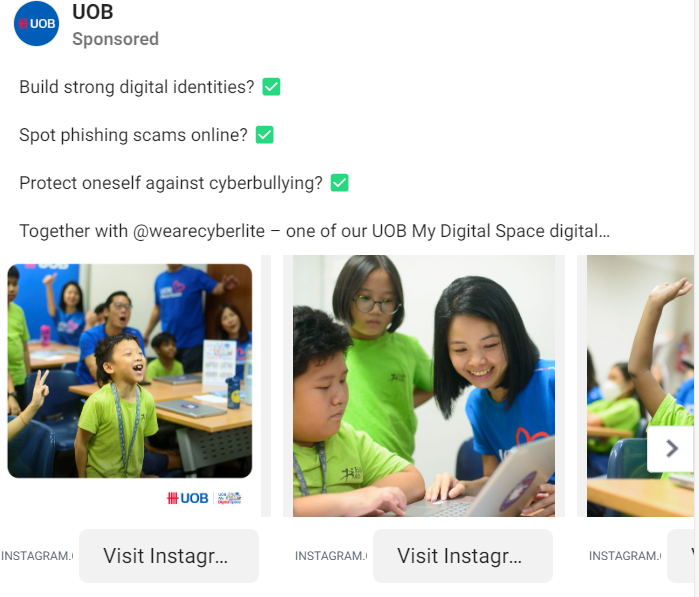 UOB
UOB
Sponsored
Build strong digital identities? ✅
Spot phishing scams online? ✅
Protect oneself against cyberbullying? ✅
Together with @wearecyberlite – one of our UOB My Digital Space digital...
UOB
UOB
INSTAGRAM.
Visit Instagr...
INSTAGRAM.
Visit Instagr...
INSTAGRAM.